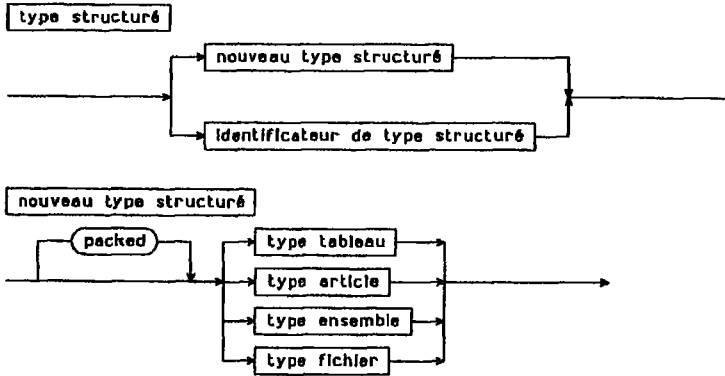 type structuré
nouveau type structuré
identificateur de type structuré
nouveau type structuré
packed
type tableau
type article
type ensemble
type fichier